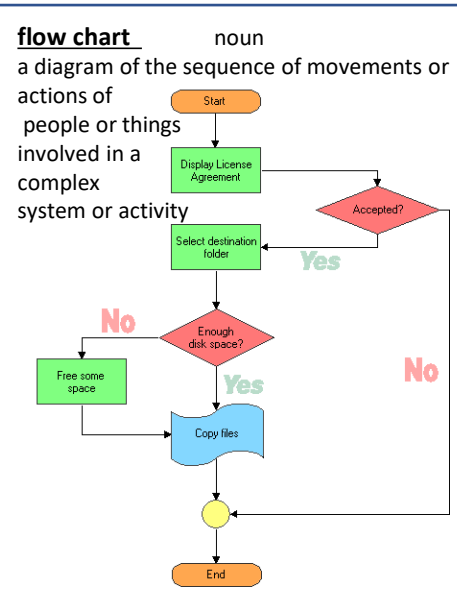 flow chart noun
a diagram of the sequence of movements or
actions of
people or things
involved in a
complex
system or activity
Start
Display License
Agreement
Accepted?
Select destination
folder
Yes
No
Enough
disk space?
No
Free some
space
Yes
Copy files
End